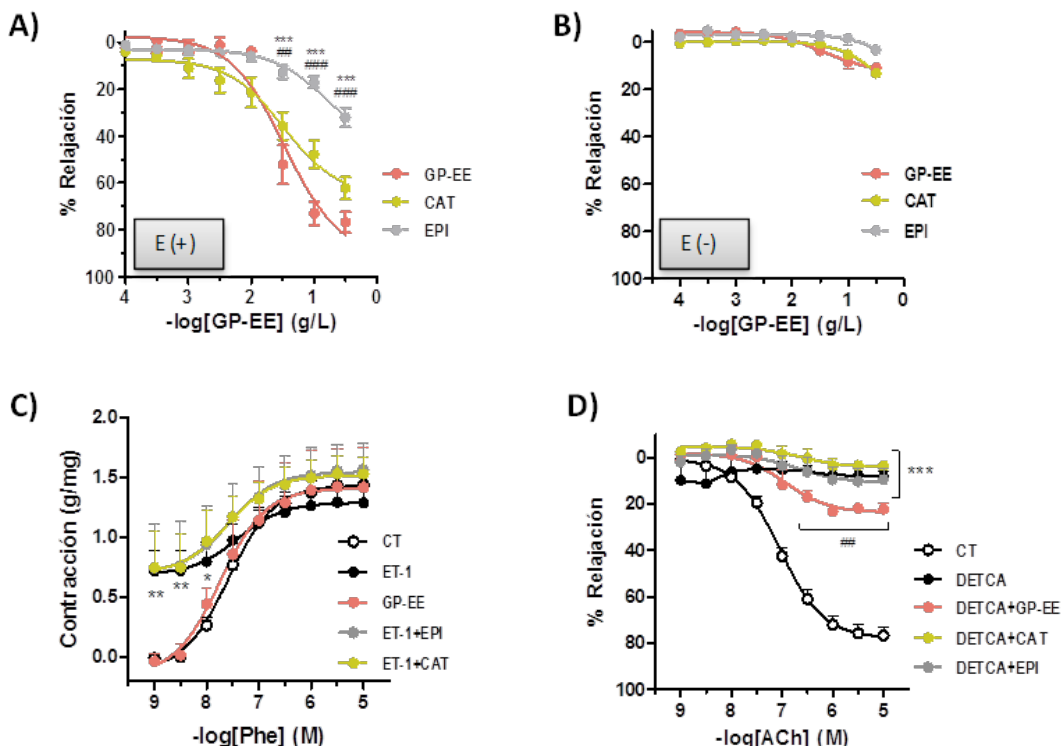 A)
0
20
40
60
80
100
% Relajación
***
##
***
###
***
###
GP-EE
CAT
EPI
E (+)
4 3 2 1 0
-log[GP-EE] (g/L)
B)
0
20
40
60
80
100
% Relajación
GP-EE
CAT
EPI
E (-)
4 3 2 1 0
-log[GP-EE] (g/L)
C)
2.0
1.5
1.0
0.5
0.0
Contracción (g/mg)
**
**
*
CT
ET-1
GP-EE
ET-1+EPI
ET-1+CAT
9 8 7 6 5
-log[Phe] (M)
D)
0
20
40
60
80
100
% Relajación
***
##
CT
DETCA
DETCA+GP-EE
DETCA+CAT
DETCA+EPI
9 8 7 6 5
-log[ACh] (M)